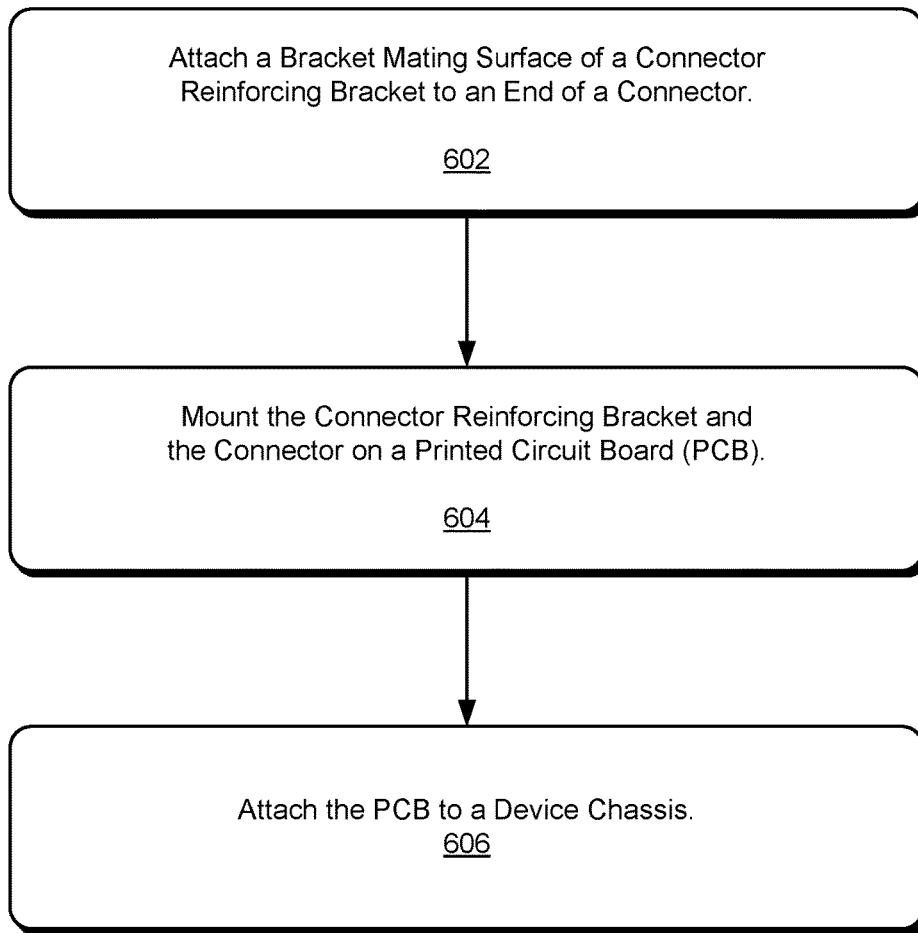 Attach a Bracket Mating Surface of a Connector
Reinforcing Bracket to an End of a Connector.
602
Mount the Connector Reinforcing Bracket and
the Connector on a Printed Circuit Board (PCB).
604
Attach the PCB to a Device Chassis.
606